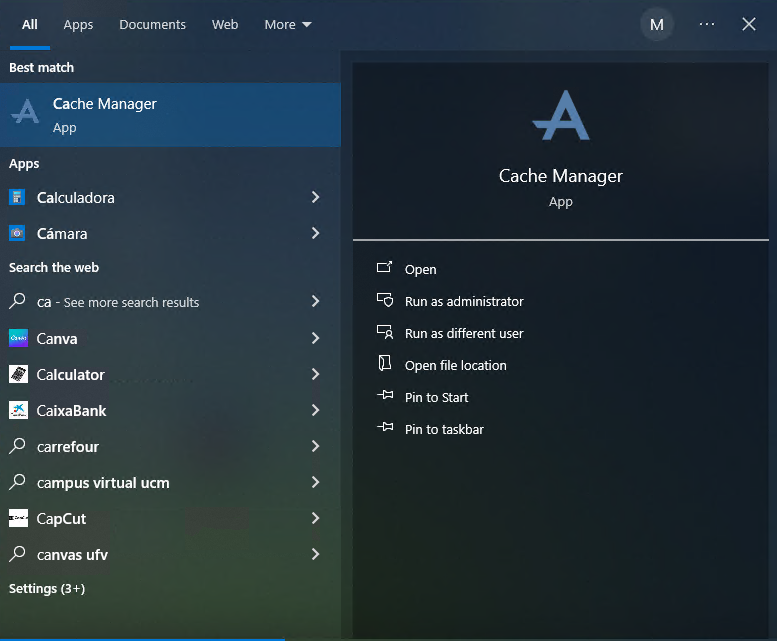 All Apps Documents Web More M ...
Best match
Cache Manager
App
Apps
Calculadora
Cámara
Search the web
ca - See more search results
Canva
Calculator
CaixaBank
carrefour
campus virtual ucm
CapCut
canvas ufv
Settings (3+)
Cache Manager
App
Open
Run as administrator
Run as different user
Open file location
Pin to Start
Pin to taskbar